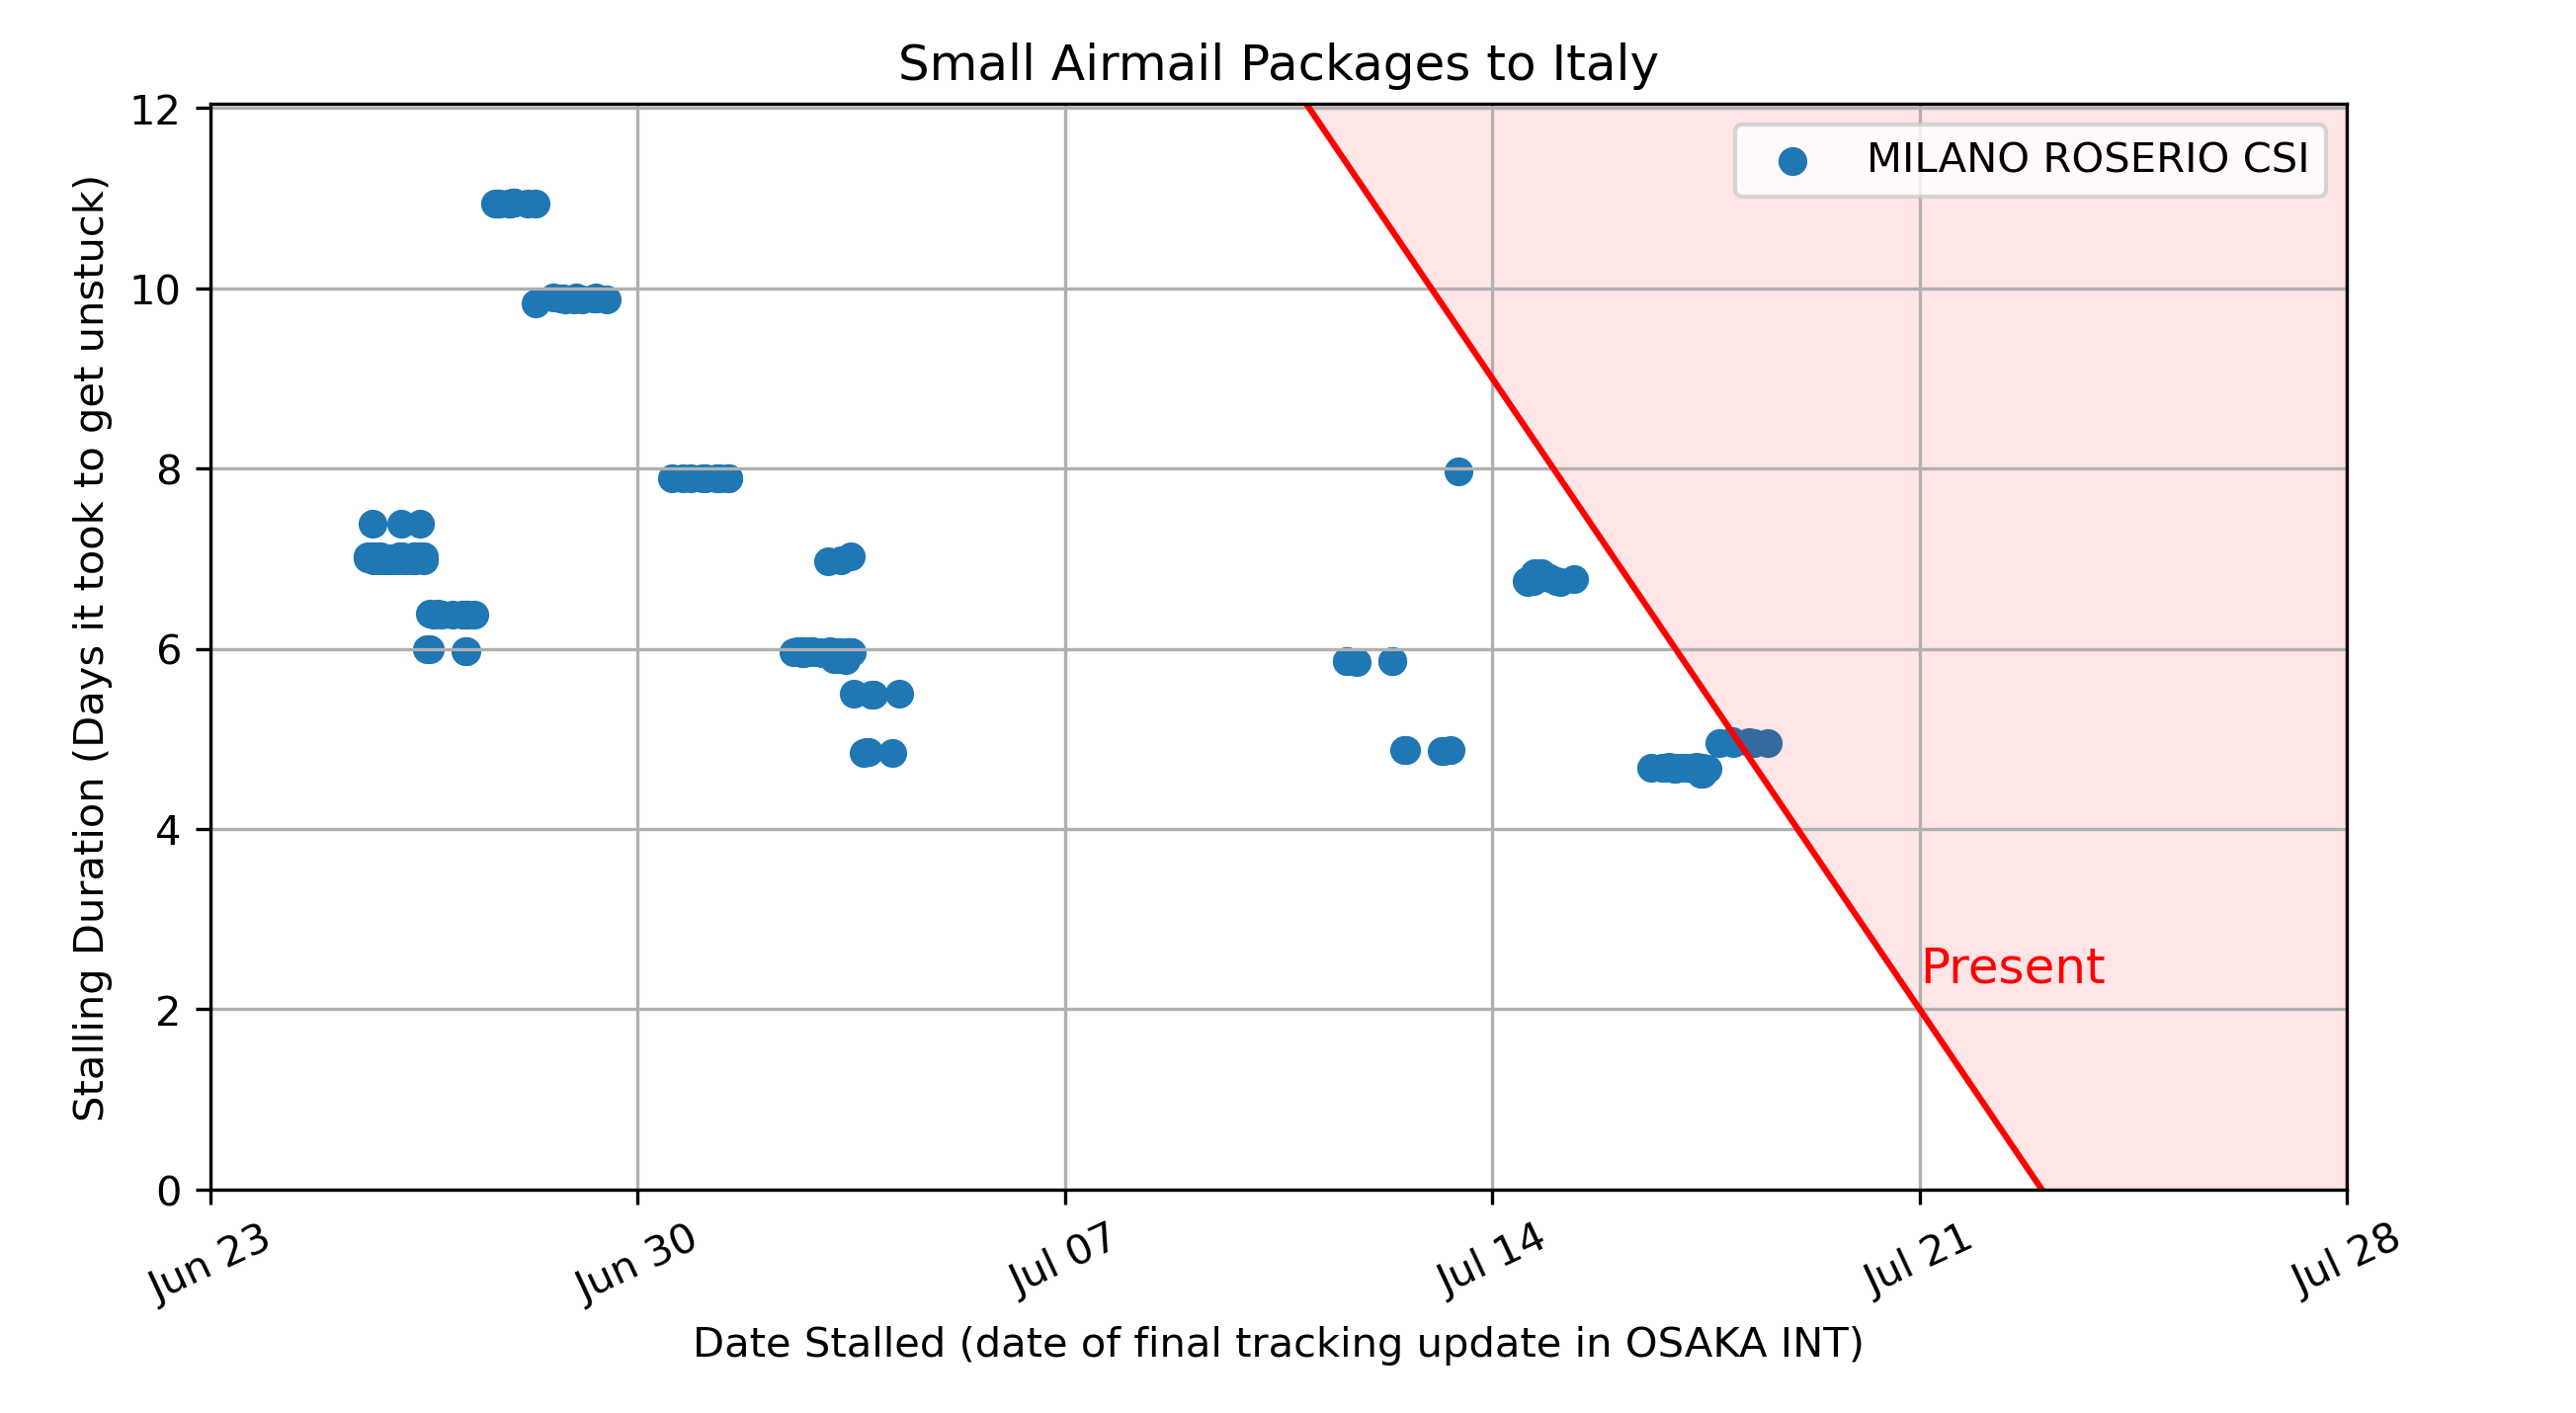 Small Airmail Packages to Italy
MILANO ROSERIO CSI
Stalling Duration (Days it took to get unstuck)
12
10
8
6
4
2
0
Present
Jun 23
Jun 30
Jul 07
Jul 14
Jul 21
Jul 28
Date Stalled (date of final tracking update in OSAKA INT)